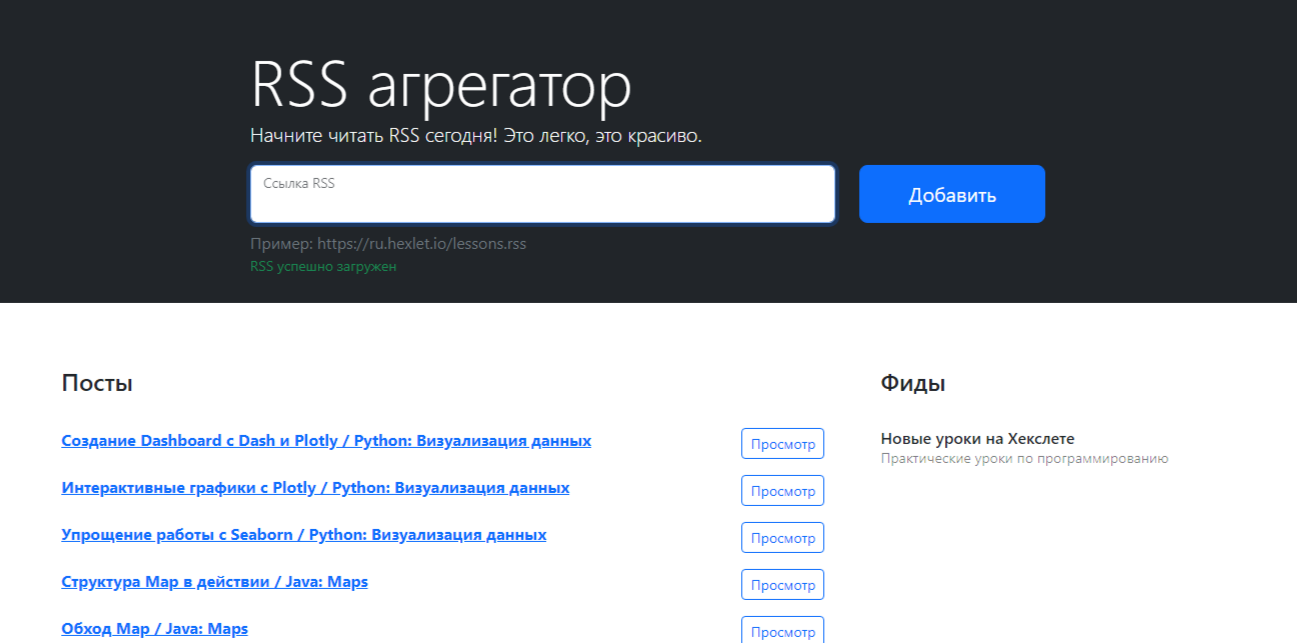 RSS агрегатор
Начните читать RSS сегодня! Это легко, это красиво.
Ссылка RSS
Добавить
Пример: https://ru.hexlet.io/lessons.rss
RSS успешно загружен
Посты
Создание Dashboard с Dash и Plotly / Python: Визуализация данных
Просмотр
Интерактивные графики с Plotly / Python: Визуализация данных
Просмотр
Упрощение работы с Seaborn / Python: Визуализация данных
Просмотр
Структура Map в действии / Java: Maps
Просмотр
Обход Map / Java: Maps
Просмотр
Фиды
Новые уроки на Хекслете
Практические уроки по программированию